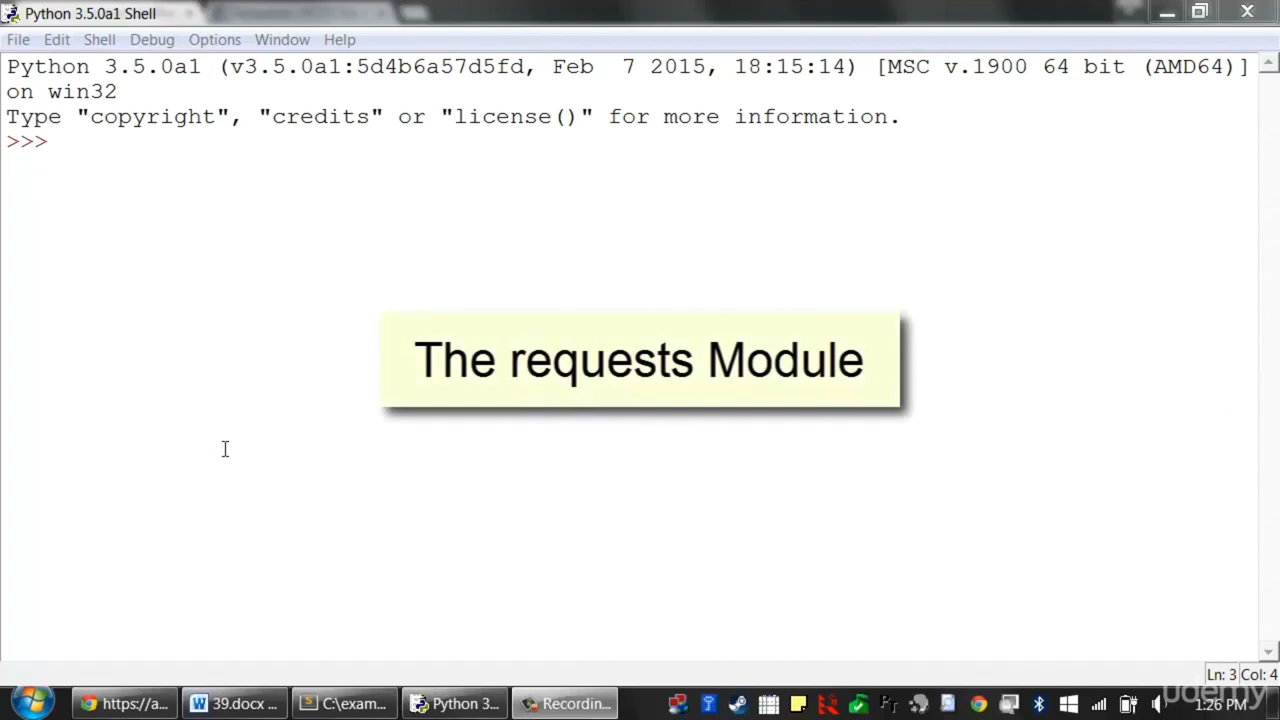 Python 3.5.0a1 Shell
File Edit Shell Debug Options Window Help
Python 3.5.0a1 (v3.5.0a1:5d4b6a57d5fd, Feb  7 2015, 18:15:14) [MSC v.1900 64 bit (AMD64)]
on win32
Type "copyright", "credits" or "license()" for more information.
>>>
The requests Module
Ln: 3 Col: 4
https://a... 39.docx ... C:\exam... Python 3... Recordin... 1:26 PM
udemy